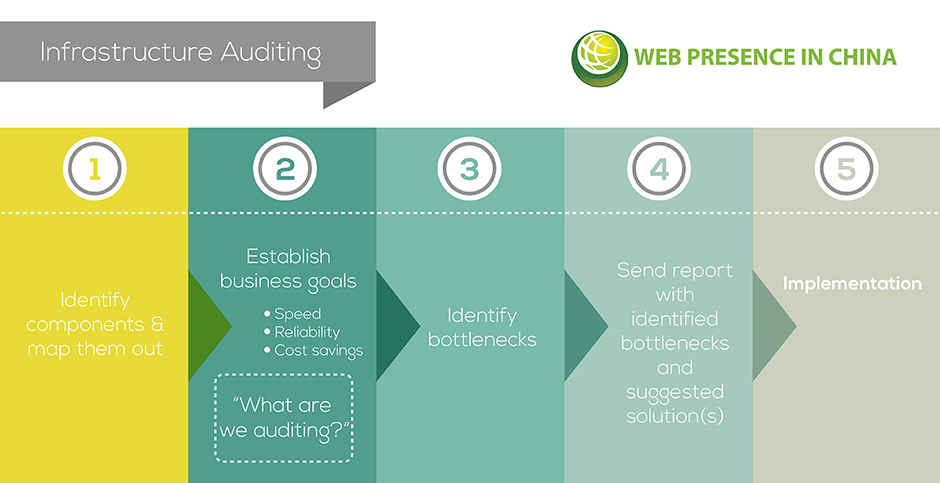 Infrastructure Auditing
WEB PRESENCE IN CHINA
1
Identify
components &
map them out
2
Establish
business goals
• Speed
• Reliability
• Cost savings
“What are
we auditing?”
3
Identify
bottlenecks
4
Send report
with
identified
bottlenecks
and
suggested
solution(s)
5
Implementation